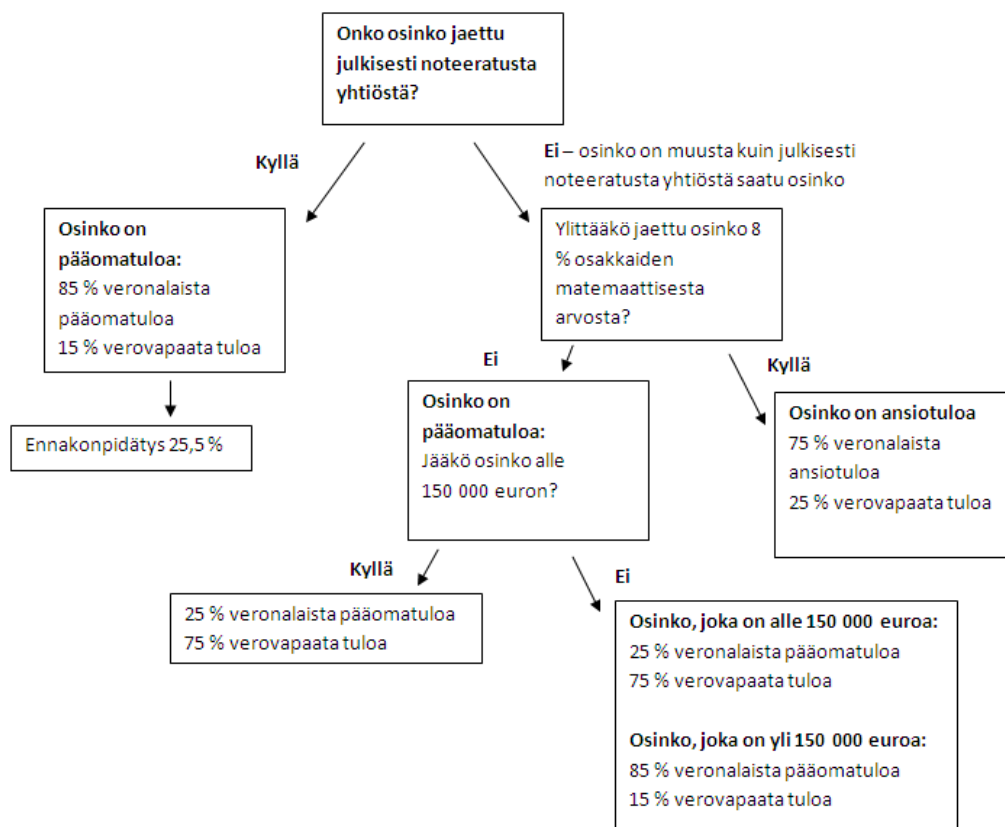 Onko osinko jaettu
julkisesti noteeratusta
yhtiöstä?
Kyllä
Ei – osinko on muusta kuin julkisesti
noteeratusta yhtiöstä saatu osinko
Osinko on
pääomatuloa:
85 % veronalaista
pääomatuloa
15 % verovapaata tuloa
Ylittääkö jaettu osinko 8
% osakkaiden
matemaattisesta
arvosta?
Ei
Kyllä
Ennakonpidätys 25,5 %
Osinko on
pääomatuloa:
Jääkö osinko alle
150 000 euron?
Osinko on ansiotuloa
75 % veronalaista
ansiotuloa
25 % verovapaata tuloa
Kyllä
Ei
25 % veronalaista pääomatuloa
75 % verovapaata tuloa
Osinko, joka on alle 150 000 euroa:
25 % veronalaista pääomatuloa
75 % verovapaata tuloa
Osinko, joka on yli 150 000 euroa:
85 % veronalaista pääomatuloa
15 % verovapaata tuloa